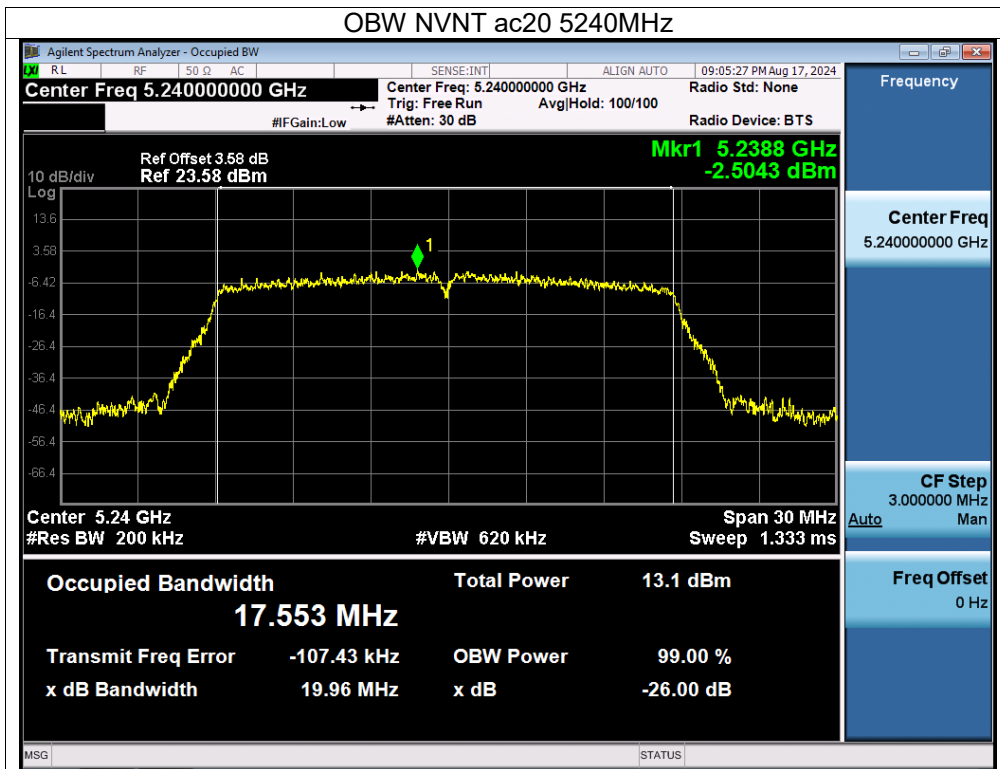 OBW NVNT ac20 5240MHz
Agilent Spectrum Analyzer - Occupied BW
LXI RL RF 50 Ω AC SENSE:INT ALIGN AUTO 09:05:27 PM Aug 17, 2024
Center Freq 5.240000000 GHz
Center Freq: 5.240000000 GHz
Radio Std: None
Trig: Free Run Avg|Hold: 100/100
#IFGain:Low
#Atten: 30 dB
Radio Device: BTS
Frequency
Mkr1 5.2388 GHz
-2.5043 dBm
Ref Offset 3.58 dB
10 dB/div Ref 23.58 dBm
Log
13.6
3.58
-6.42
-16.4
-26.4
-36.4
-46.4
-56.4
-66.4
1
Center 5.24 GHz
Span 30 MHz
#Res BW 200 kHz
#VBW 620 kHz
Sweep 1.333 ms
Center Freq
5.240000000 GHz
CF Step
3.000000 MHz
Auto Man
Freq Offset
0 Hz
Occupied Bandwidth
17.553 MHz
Total Power 13.1 dBm
Transmit Freq Error -107.43 kHz OBW Power 99.00 %
x dB Bandwidth 19.96 MHz x dB -26.00 dB
MSG STATUS